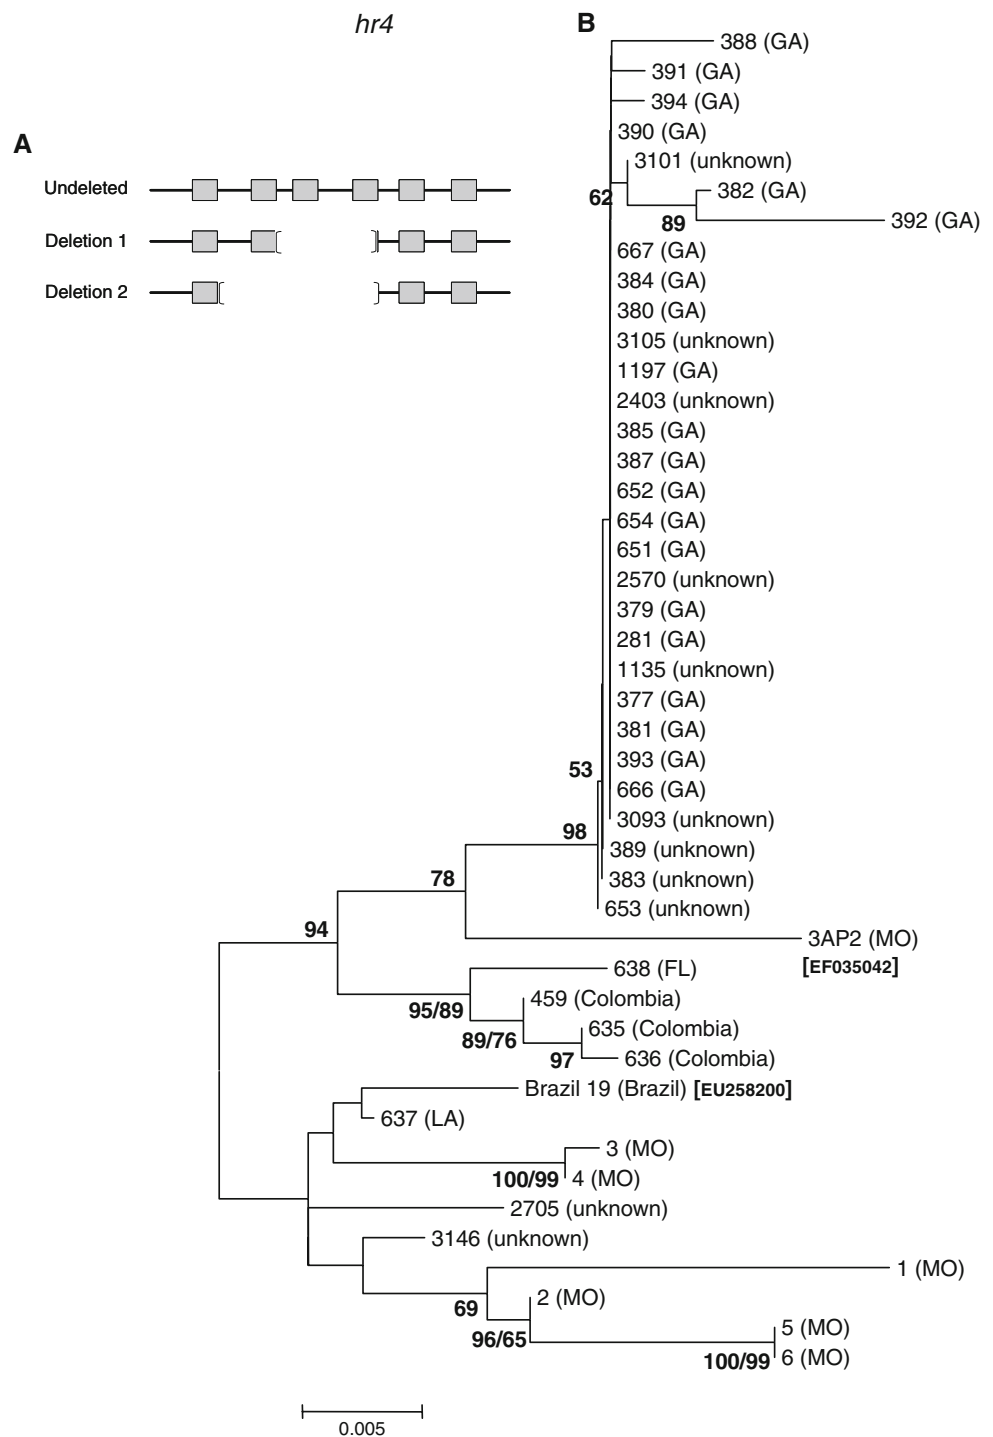 hr4
A
Undeleted
Deletion 1
Deletion 2
B
388 (GA)
391 (GA)
394 (GA)
390 (GA)
3101 (unknown)
62
382 (GA)
89
392 (GA)
667 (GA)
384 (GA)
380 (GA)
3105 (unknown)
1197 (GA)
2403 (unknown)
385 (GA)
387 (GA)
652 (GA)
654 (GA)
651 (GA)
2570 (unknown)
379 (GA)
281 (GA)
1135 (unknown)
377 (GA)
381 (GA)
393 (GA)
53
666 (GA)
3093 (unknown)
98
389 (unknown)
78
383 (unknown)
653 (unknown)
94
3AP2 (MO)
[EF035042]
638 (FL)
459 (Colombia)
95/89
635 (Colombia)
89/76
97
636 (Colombia)
Brazil 19 (Brazil) [EU258200]
637 (LA)
3 (MO)
100/99
4 (MO)
2705 (unknown)
3146 (unknown)
1 (MO)
2 (MO)
69
5 (MO)
96/65
100/99
6 (MO)
0.005